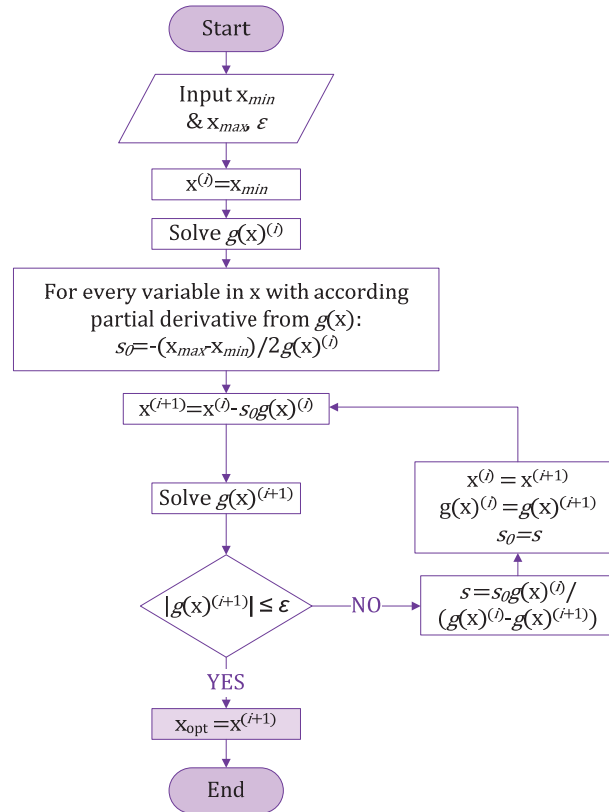 Start
Input x_min
& x_max, ε
x^(i)=x_min
Solve g(x)^(i)
For every variable in x with according
partial derivative from g(x):
s_0=-(x_max-x_min)/2g(x)^(i)
x^(i+1)=x^(i)-s_0g(x)^(i)
Solve g(x)^(i+1)
|g(x)^(i+1)| ≤ ε
NO
s=s_0g(x)^(i)/
(g(x)^(i)-g(x)^(i+1))
x^(i) = x^(i+1)
g(x)^(i) =g(x)^(i+1)
s_0=s
YES
x_opt =x^(i+1)
End